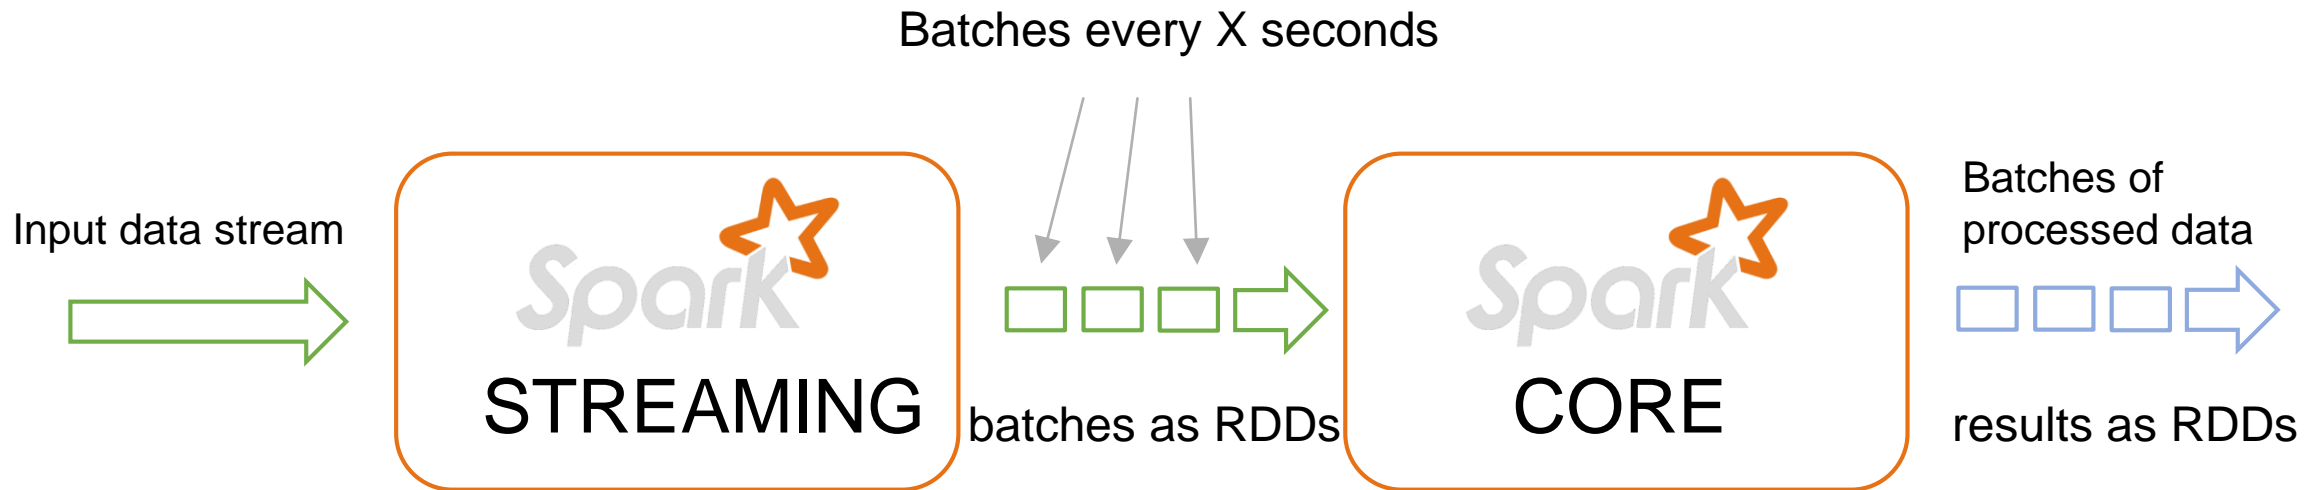 Batches every X seconds
Input data stream
Spark
STREAMING
batches as RDDs
Spark
CORE
Batches of
processed data
results as RDDs